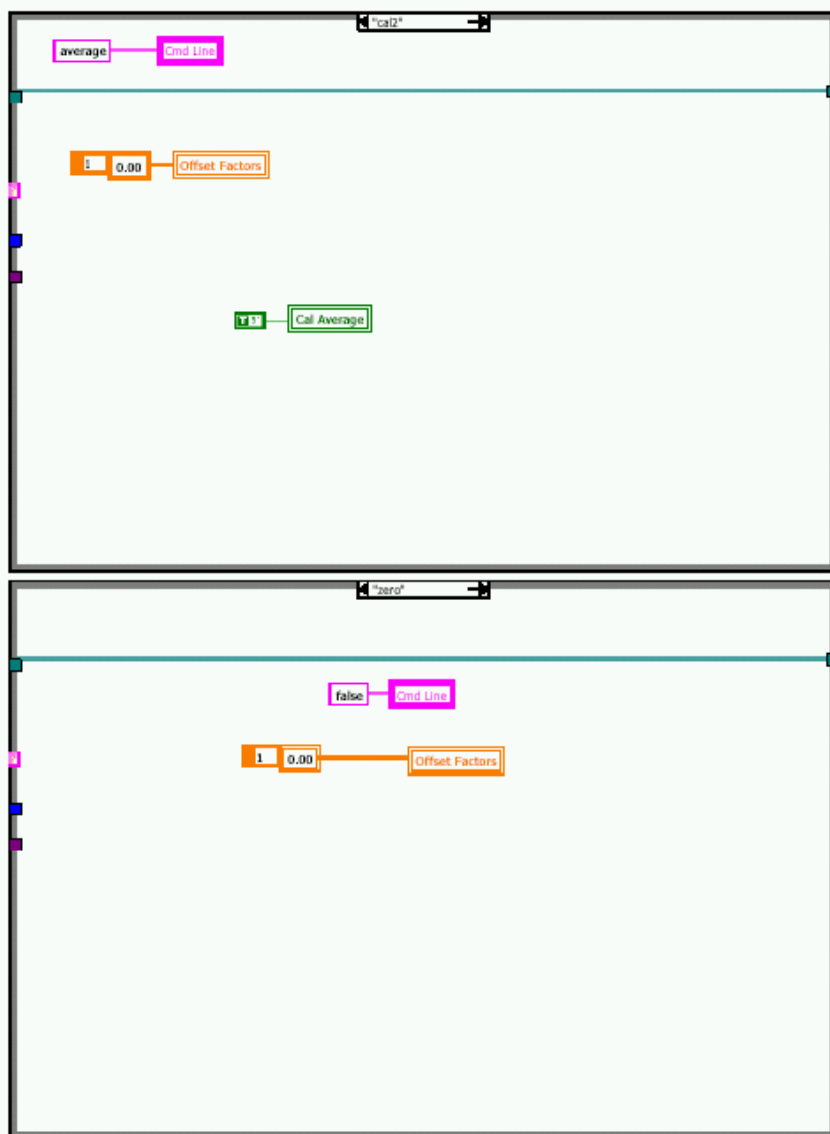 "cal2"
average Cmd Line
1 0.00 Offset Factors
Cal Average
"zero"
false Cmd Line
1 0.00 Offset Factors